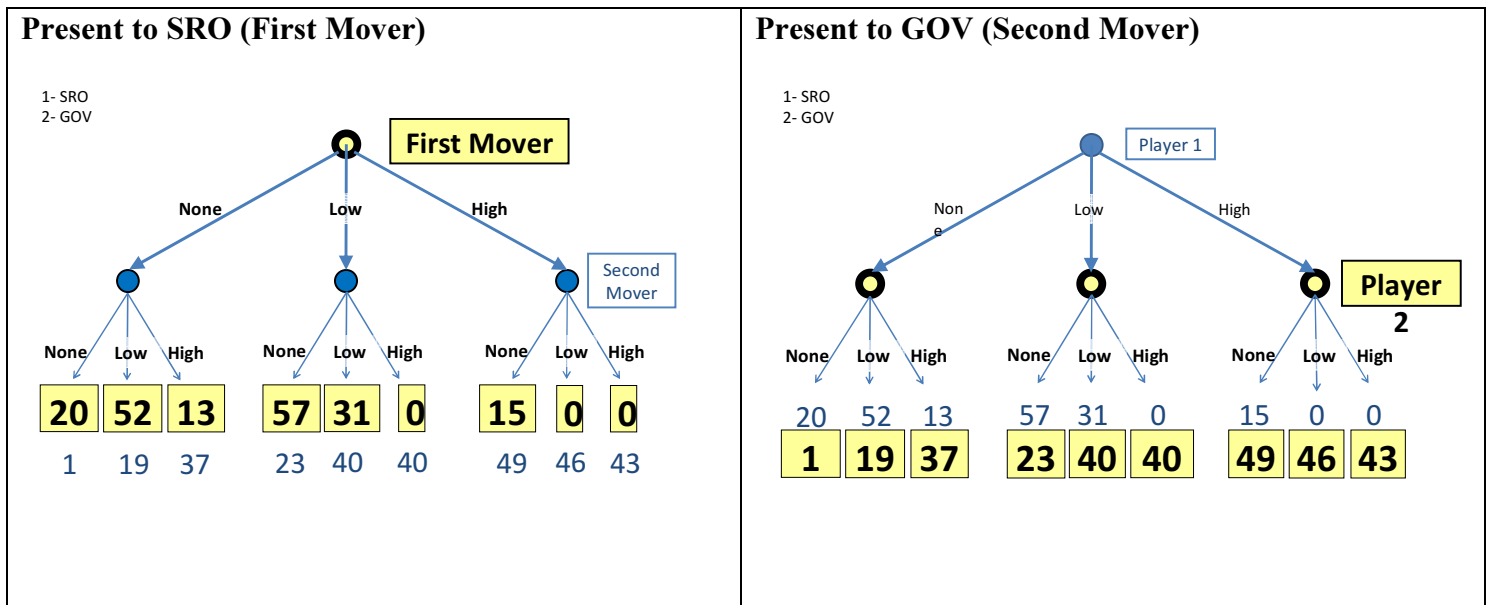 Present to SRO (First Mover)
1- SRO
2- GOV
First Mover
None Low High
Second
Mover
None Low High None Low High None Low High
20 52 13 57 31 0 15 0 0
1 19 37 23 40 40 49 46 43
Present to GOV (Second Mover)
1- SRO
2- GOV
Player 1
Non
e
Low High
Player
2
None Low High None Low High None Low High
20 52 13 57 31 0 15 0 0
1 19 37 23 40 40 49 46 43